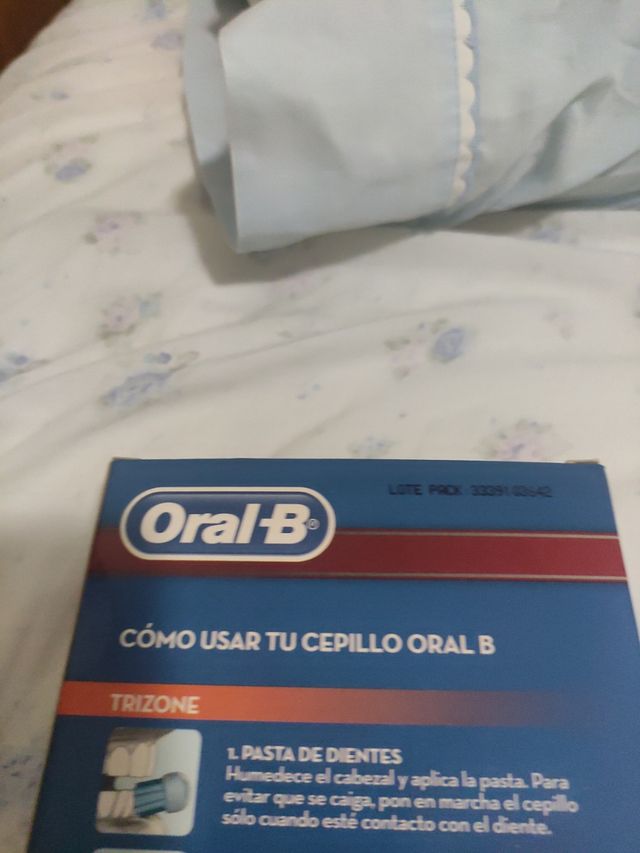 LOTE PACK 3339103642
Oral-B®
CÓMO USAR TU CEPILLO ORAL B
TRIZONE
1. PASTA DE DIENTES
Humedece el cabezal y aplica la pasta. Para
evitar que se caiga, pon en marcha el cepillo
sólo cuando esté contacto con el diente.